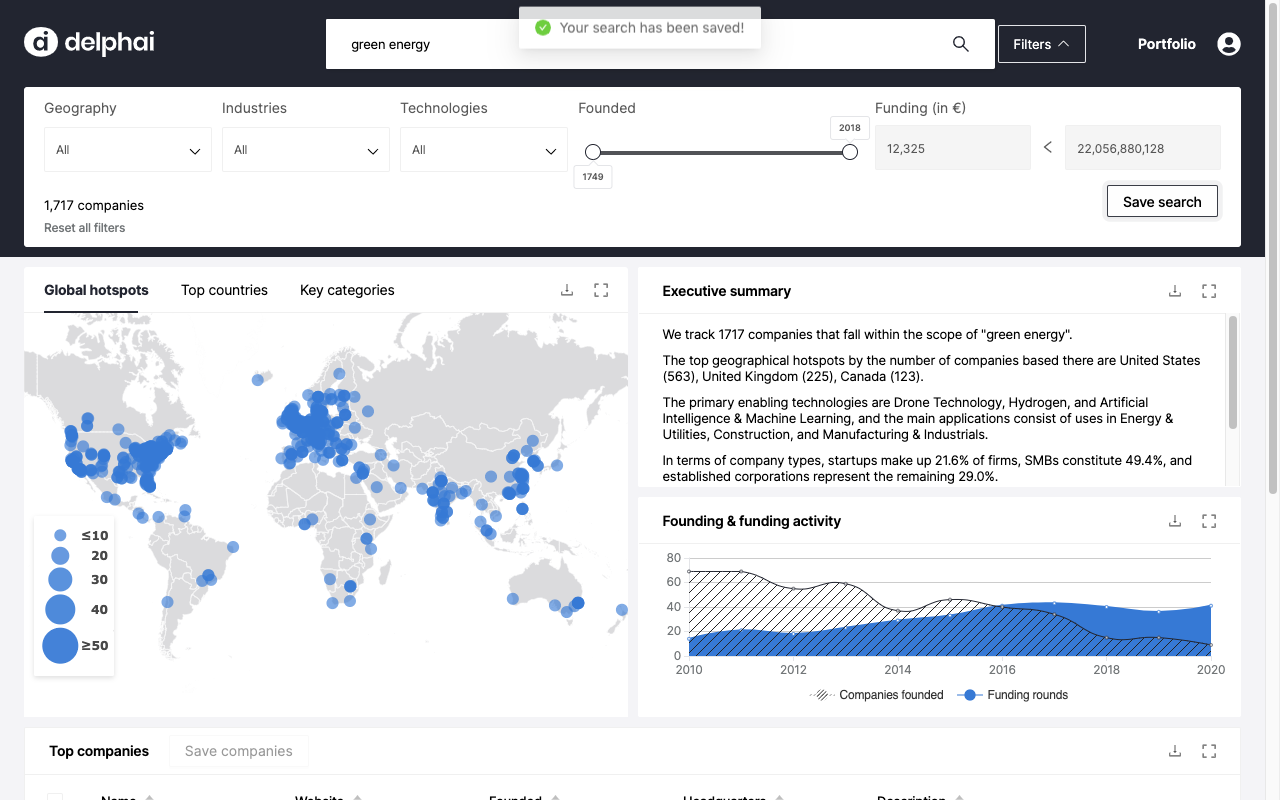 delphai
green energy
Your search has been saved!
Filters
Portfolio
Geography
Industries
Technologies
Founded
Funding (in €)
All
All
All
2018
1749
12,325
<
22,056,880,128
1,717 companies
Reset all filters
Save search
Global hotspots
Top countries
Key categories
≤10
20
30
40
≥50
Executive summary
We track 1717 companies that fall within the scope of "green energy".
The top geographical hotspots by the number of companies based there are United States
(563), United Kingdom (225), Canada (123).
The primary enabling technologies are Drone Technology, Hydrogen, and Artificial
Intelligence & Machine Learning, and the main applications consist of uses in Energy &
Utilities, Construction, and Manufacturing & Industrials.
In terms of company types, startups make up 21.6% of firms, SMBs constitute 49.4%, and
established corporations represent the remaining 29.0%.
Founding & funding activity
80
60
40
20
0
2010 2012 2014 2016 2018 2020
Companies founded
Funding rounds
Top companies
Save companies
Name
Website
Founded
Headquarters
Description